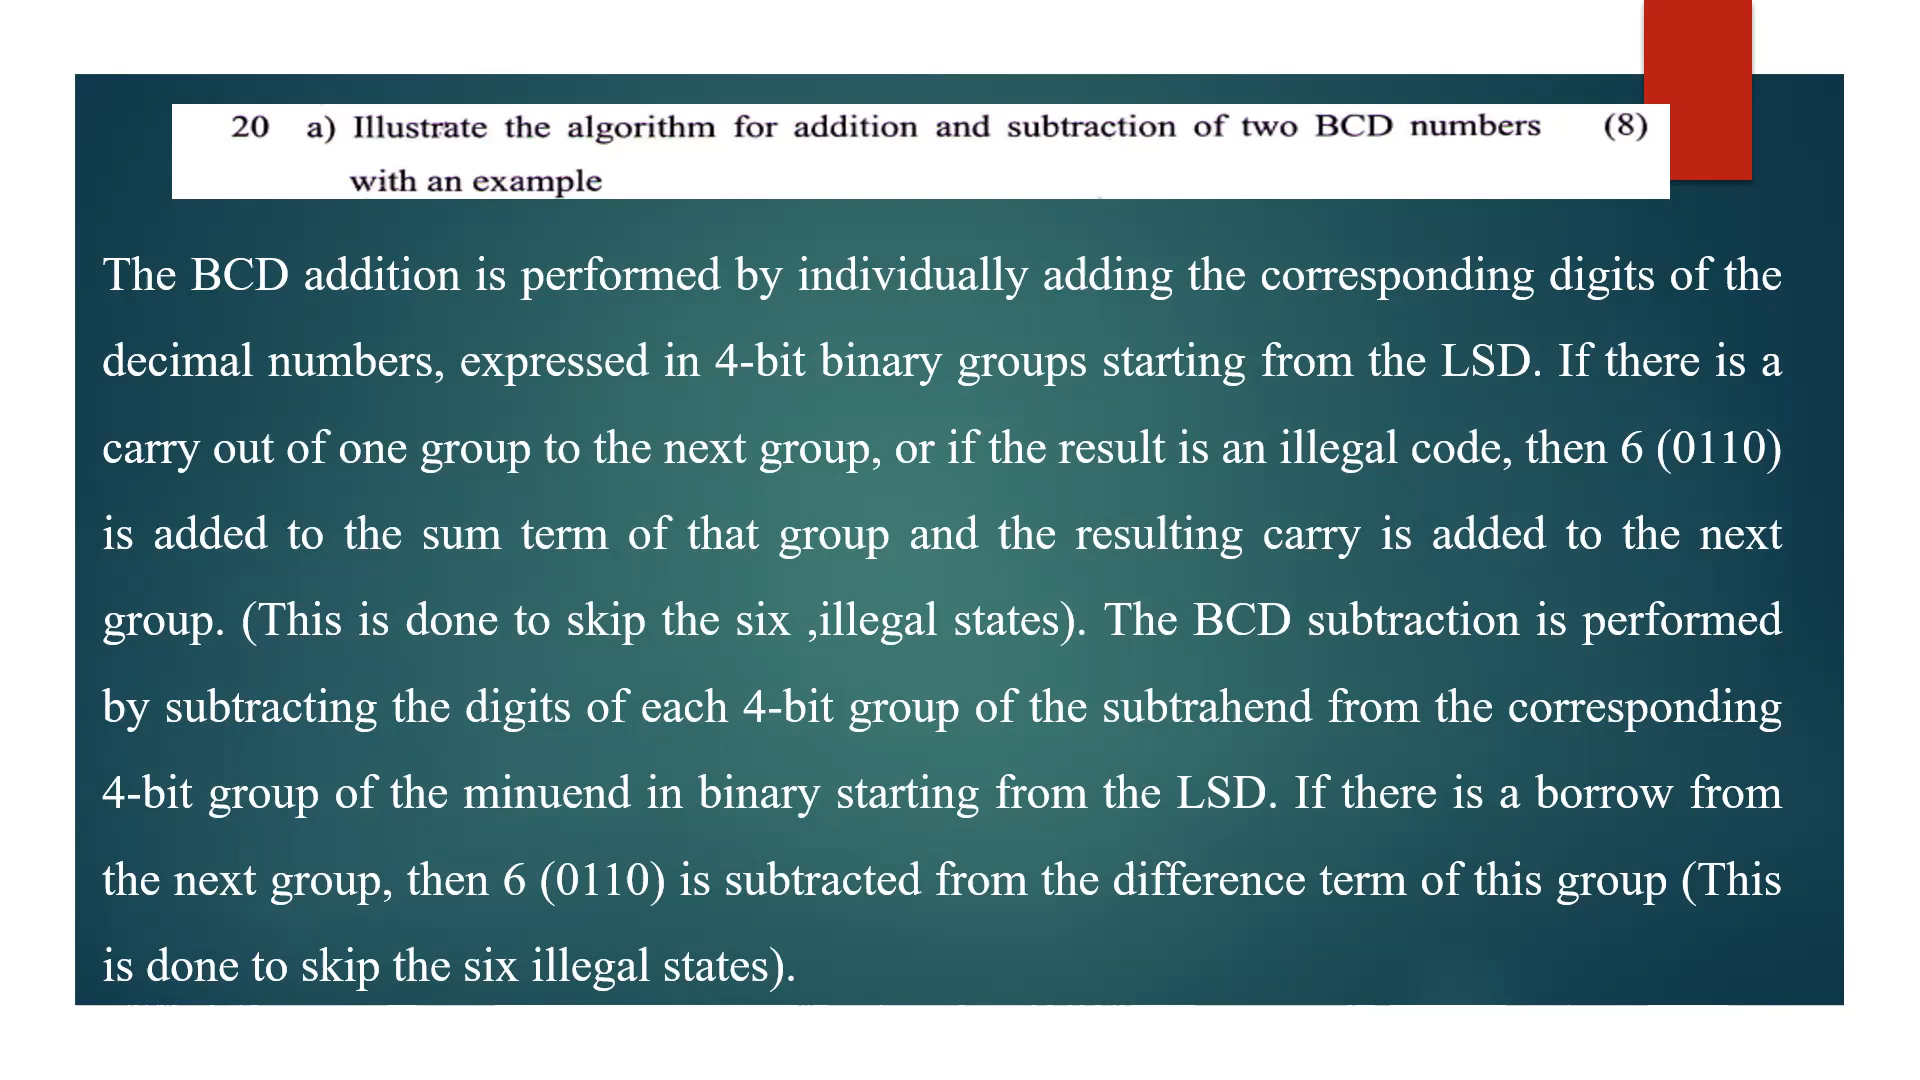 20 a) Illustrate the algorithm for addition and subtraction of two BCD numbers (8)
with an example
The BCD addition is performed by individually adding the corresponding digits of the
decimal numbers, expressed in 4-bit binary groups starting from the LSD. If there is a
carry out of one group to the next group, or if the result is an illegal code, then 6 (0110)
is added to the sum term of that group and the resulting carry is added to the next
group. (This is done to skip the six ,illegal states). The BCD subtraction is performed
by subtracting the digits of each 4-bit group of the subtrahend from the corresponding
4-bit group of the minuend in binary starting from the LSD. If there is a borrow from
the next group, then 6 (0110) is subtracted from the difference term of this group (This
is done to skip the six illegal states).